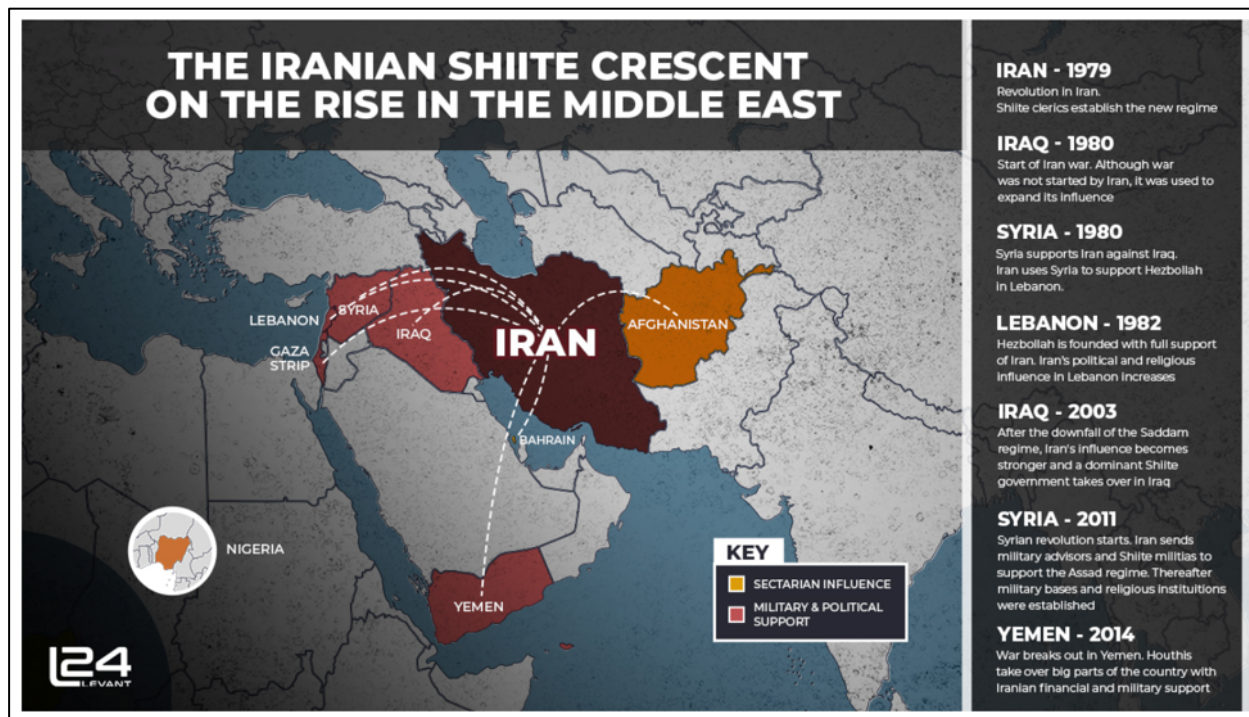 THE IRANIAN SHIITE CRESCENT
ON THE RISE IN THE MIDDLE EAST
LEBANON
SYRIA
GAZA
STRIP
IRAQ
IRAN
AFGHANISTAN
BAHRAIN
NIGERIA
YEMEN
KEY
SECTARIAN INFLUENCE
MILITARY & POLITICAL
SUPPORT
L24
LEVANT
IRAN - 1979
Revolution in Iran.
Shiite clerics establish the new regime
IRAQ - 1980
Start of Iran war. Although war
was not started by Iran, it was used to
expand its influence
SYRIA - 1980
Syria supports Iran against Iraq.
Iran uses Syria to support Hezbollah
in Lebanon.
LEBANON - 1982
Hezbollah is founded with full support
of Iran. Iran's political and religious
influence in Lebanon increases
IRAQ - 2003
After the downfall of the Saddam
regime, Iran's influence becomes
stronger and a dominant Shiite
government takes over in Iraq
SYRIA - 2011
Syrian revolution starts. Iran sends
military advisors and Shiite militias to
support the Assad regime. Thereafter
military bases and religious instituitions
were established
YEMEN - 2014
War breaks out in Yemen. Houthis
take over big parts of the country with
Iranian financial and military support